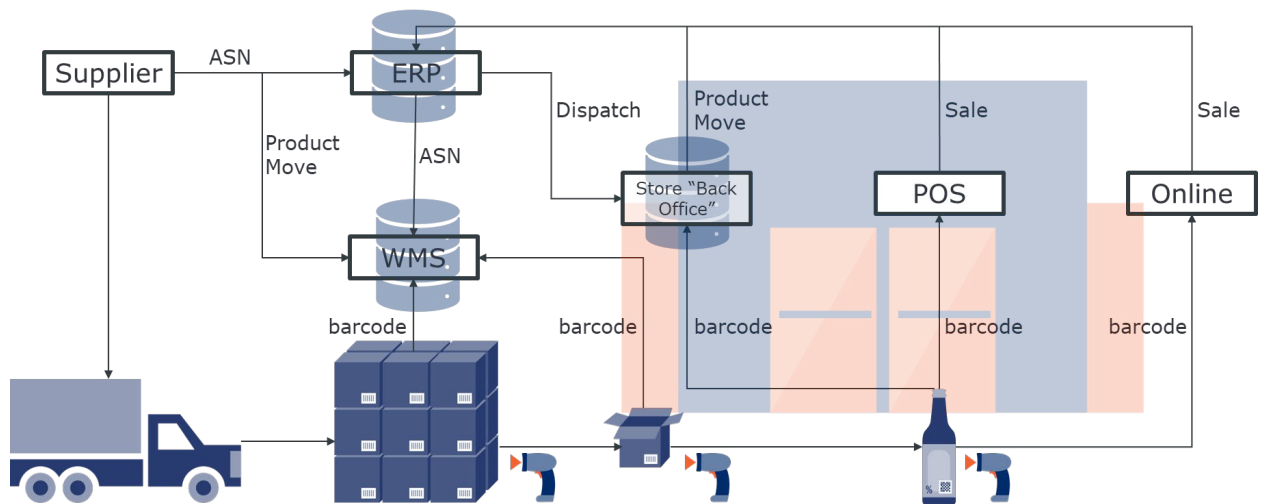 ASN
Supplier
ERP
Product
Move
Dispatch
Product
Move
Sale
Sale
ASN
Store "Back
Office"
POS
Online
WMS
barcode
barcode
barcode
barcode
barcode
%